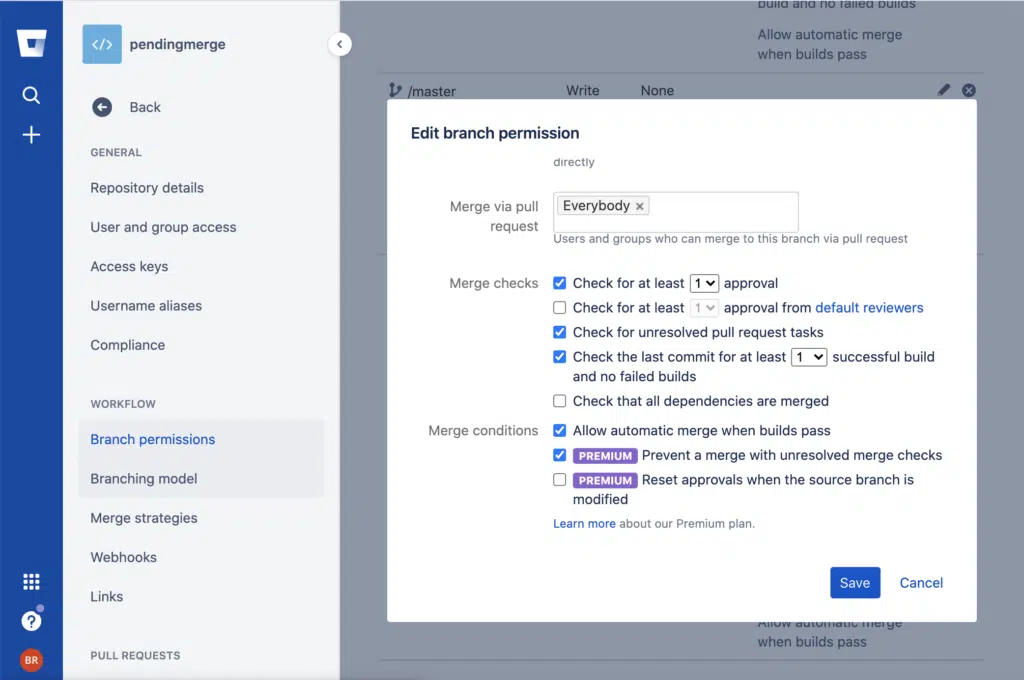 </> pendingmerge
Back
GENERAL
Repository details
User and group access
Access keys
Username aliases
Compliance
WORKFLOW
Branch permissions
Branching model
Merge strategies
Webhooks
Links
PULL REQUESTS
?
BR
build and no failed builds
Allow automatic merge
when builds pass
/master Write None
Edit branch permission
directly
Merge via pull
request
Everybody ×
Users and groups who can merge to this branch via pull request
Merge checks
Check for at least 1 approval
Check for at least 1 approval from default reviewers
Check for unresolved pull request tasks
Check the last commit for at least 1 successful build
and no failed builds
Check that all dependencies are merged
Merge conditions
Allow automatic merge when builds pass
PREMIUM Prevent a merge with unresolved merge checks
PREMIUM Reset approvals when the source branch is
modified
Learn more about our Premium plan.
Save Cancel
Allow automatic merge
when builds pass